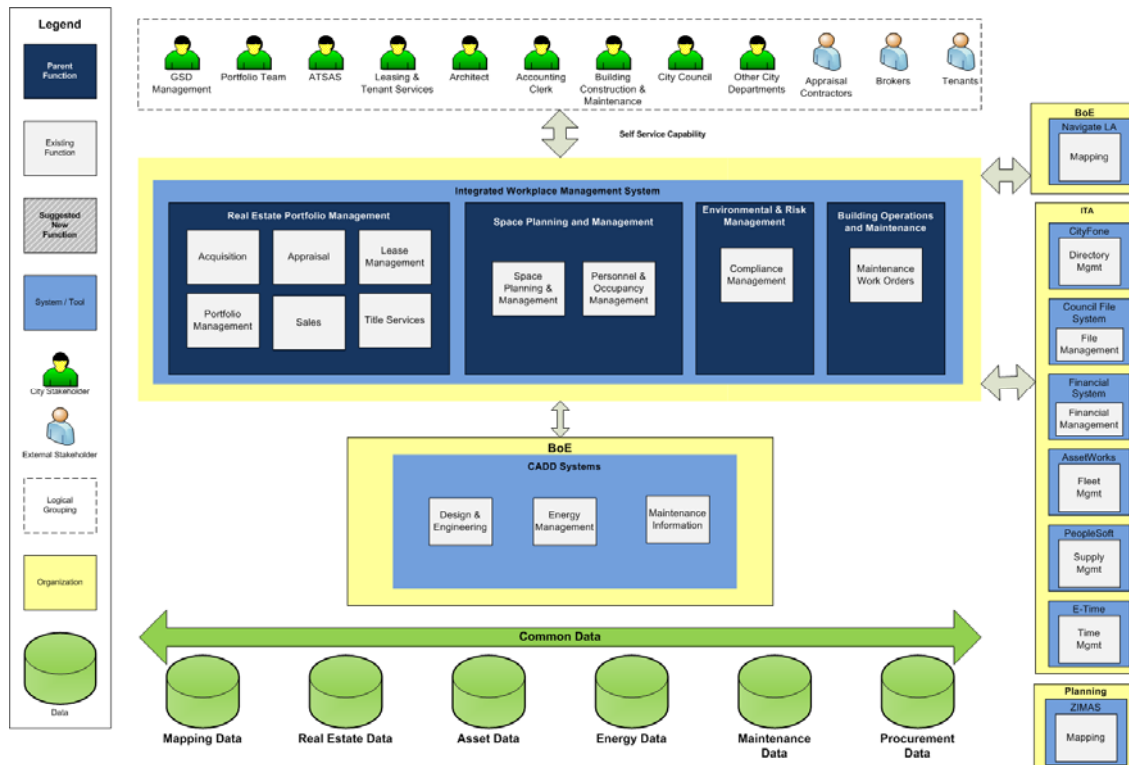 Legend
Parent
Function
Existing
Function
Suggested
New
Function
System / Tool
City Stakeholder
External Stakeholder
Logical
Grouping
Organization
Data
GSD
Management
Portfolio Team
ATSAS
Leasing &
Tenant Services
Architect
Accounting
Clerk
Building
Construction &
Maintenance
City Council
Other City
Departments
Appraisal
Contractors
Brokers
Tenants
Self Service Capability
Integrated Workplace Management System
Real Estate Portfolio Management
Acquisition
Appraisal
Lease
Management
Portfolio
Management
Sales
Title Services
Space Planning and Management
Space
Planning &
Management
Personnel &
Occupancy
Management
Environmental & Risk
Management
Compliance
Management
Building Operations
and Maintenance
Maintenance
Work Orders
BoE
CADD Systems
Design &
Engineering
Energy
Management
Maintenance
Information
Common Data
Mapping Data
Real Estate Data
Asset Data
Energy Data
Maintenance
Data
Procurement
Data
BoE
Navigate LA
Mapping
ITA
CityFone
Directory
Mgmt
Council File
System
File
Management
Financial
System
Financial
Management
AssetWorks
Fleet
Mgmt
PeopleSoft
Supply
Mgmt
E-Time
Time
Mgmt
Planning
ZIMAS
Mapping